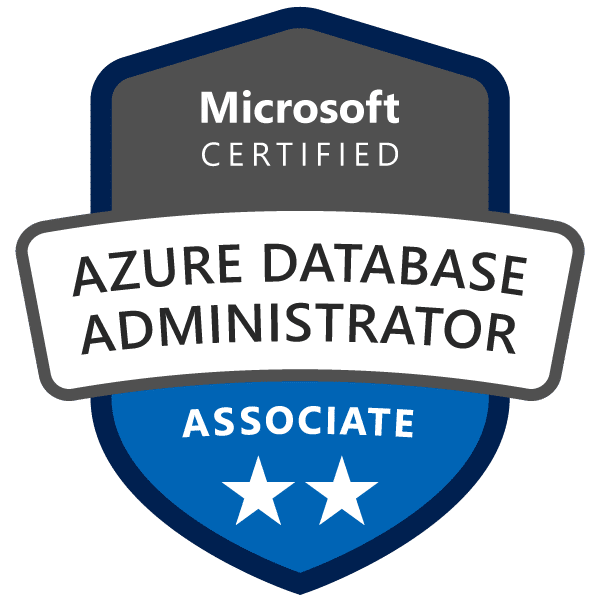 Microsoft
CERTIFIED
AZURE DATABASE
ADMINISTRATOR
ASSOCIATE